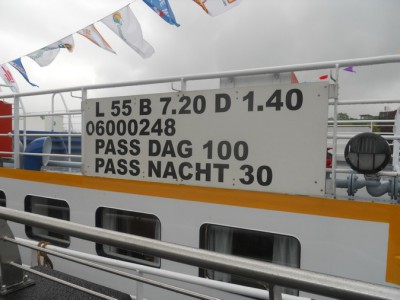 L 55 B 7.20 D 1.40
06000248
PASS DAG 100
PASS NACHT 30